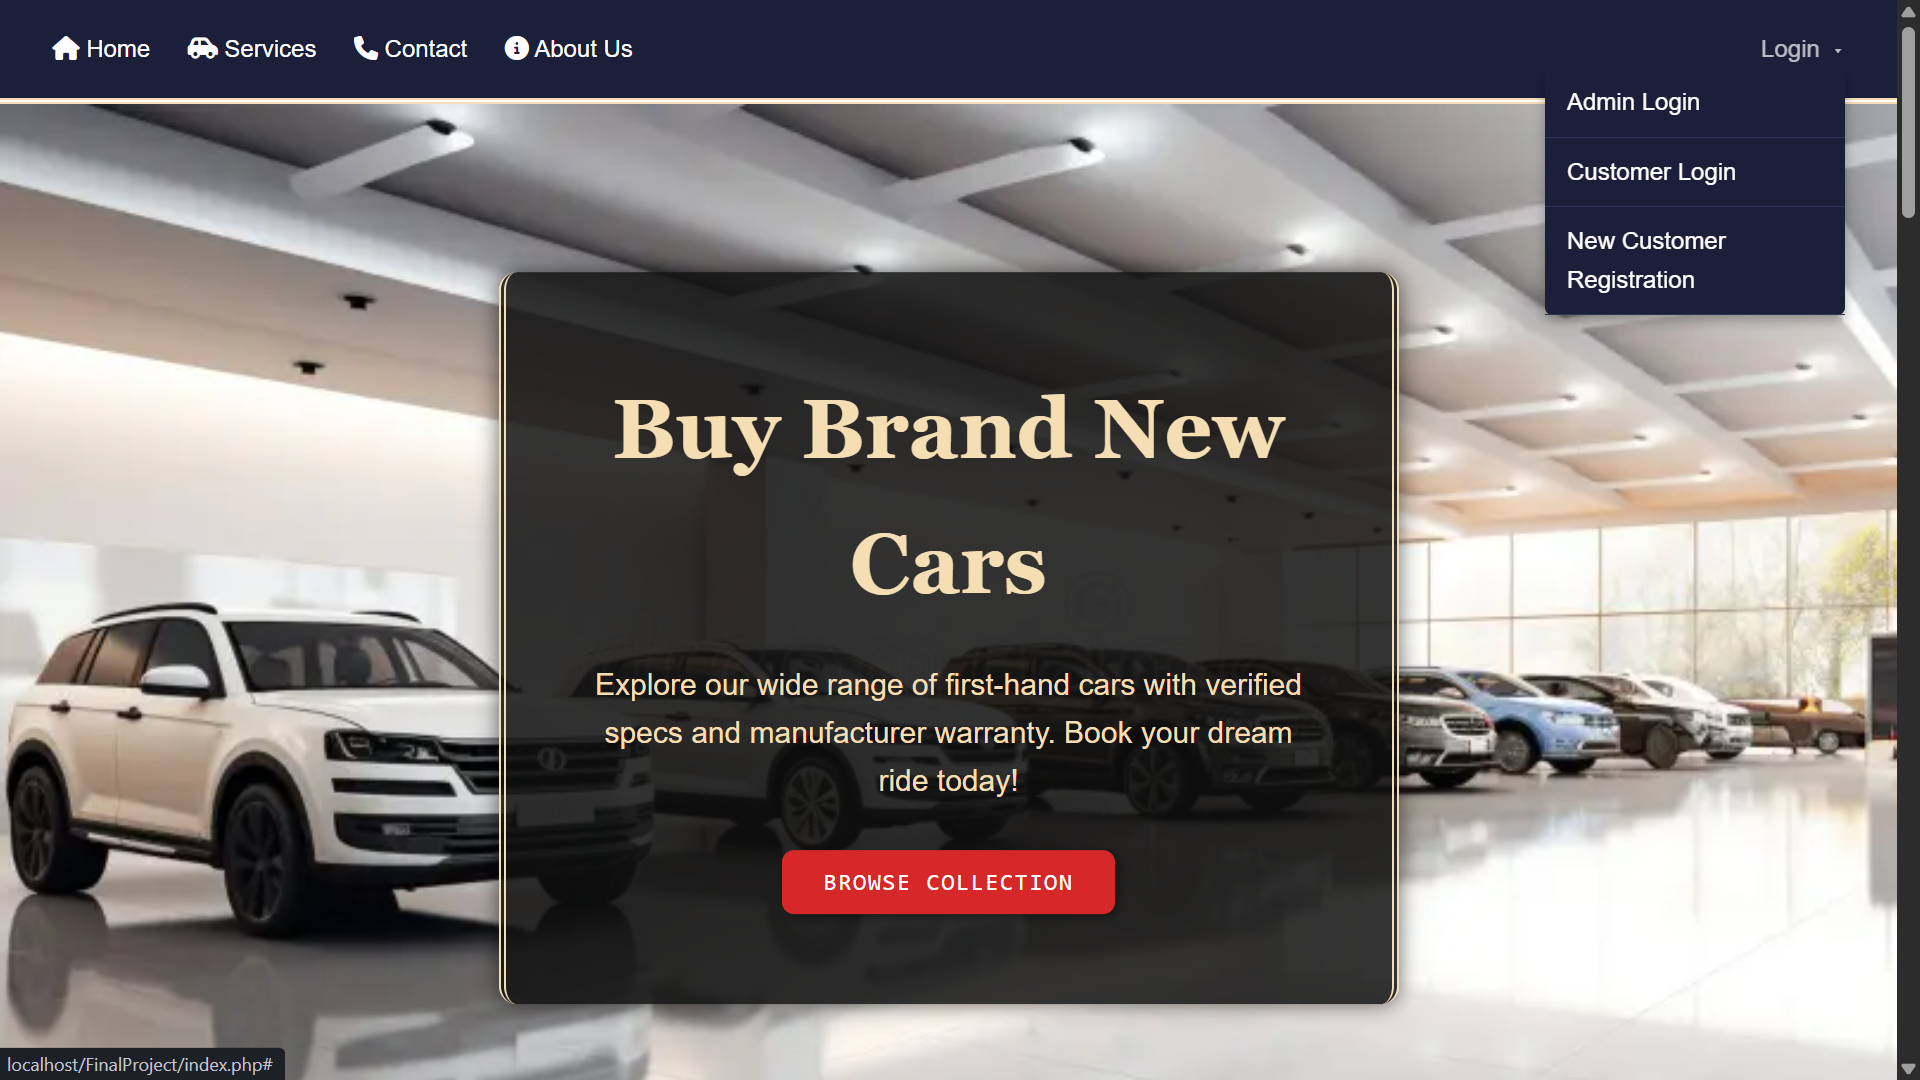 Home Services Contact About Us Login
Admin Login
Customer Login
New Customer
Registration
Buy Brand New
Cars
Explore our wide range of first-hand cars with verified
specs and manufacturer warranty. Book your dream
ride today!
BROWSE COLLECTION
localhost/FinalProject/index.php#